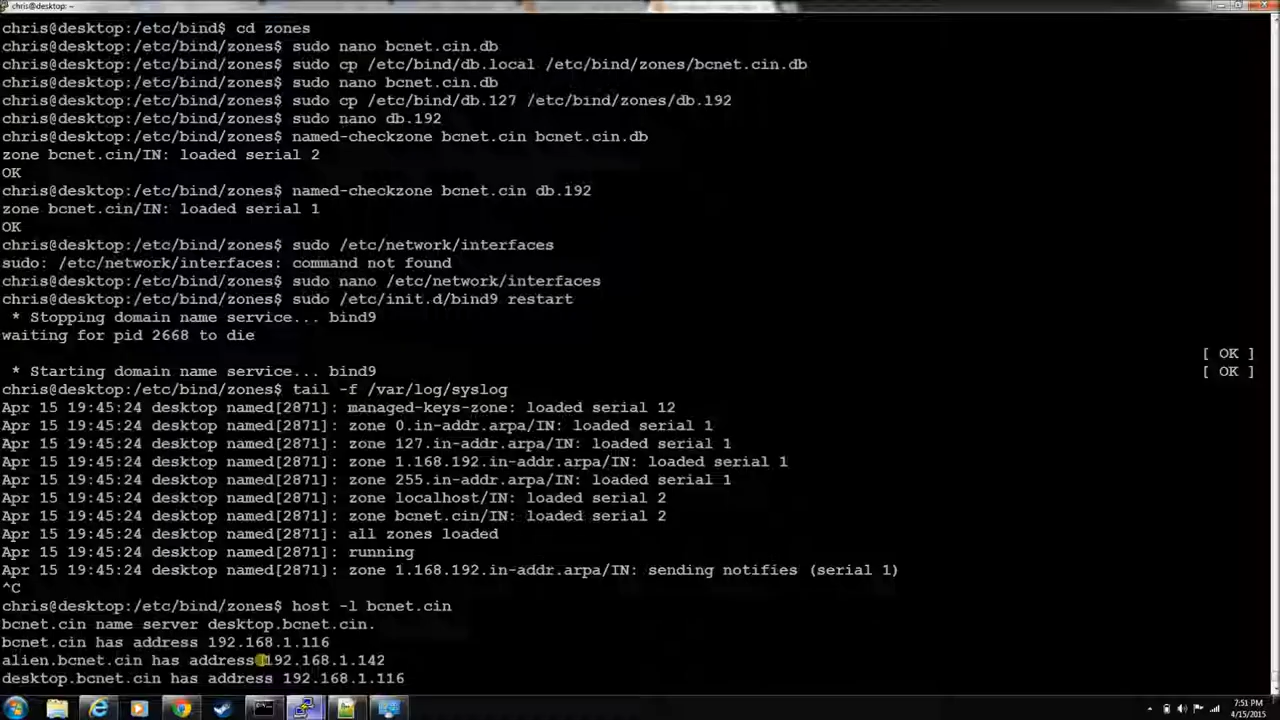 chris@desktop: ~
chris@desktop:/etc/bind$ cd zones
chris@desktop:/etc/bind/zones$ sudo nano bcnet.cin.db
chris@desktop:/etc/bind/zones$ sudo cp /etc/bind/db.local /etc/bind/zones/bcnet.cin.db
chris@desktop:/etc/bind/zones$ sudo nano bcnet.cin.db
chris@desktop:/etc/bind/zones$ sudo cp /etc/bind/db.127 /etc/bind/zones/db.192
chris@desktop:/etc/bind/zones$ sudo nano db.192
chris@desktop:/etc/bind/zones$ named-checkzone bcnet.cin bcnet.cin.db
zone bcnet.cin/IN: loaded serial 2
OK
chris@desktop:/etc/bind/zones$ named-checkzone bcnet.cin db.192
zone bcnet.cin/IN: loaded serial 1
OK
chris@desktop:/etc/bind/zones$ sudo /etc/network/interfaces
sudo: /etc/network/interfaces: command not found
chris@desktop:/etc/bind/zones$ sudo nano /etc/network/interfaces
chris@desktop:/etc/bind/zones$ sudo /etc/init.d/bind9 restart
 * Stopping domain name service... bind9
waiting for pid 2668 to die
[ OK ]
 * Starting domain name service... bind9 [ OK ]
chris@desktop:/etc/bind/zones$ tail -f /var/log/syslog
Apr 15 19:45:24 desktop named[2871]: managed-keys-zone: loaded serial 12
Apr 15 19:45:24 desktop named[2871]: zone 0.in-addr.arpa/IN: loaded serial 1
Apr 15 19:45:24 desktop named[2871]: zone 127.in-addr.arpa/IN: loaded serial 1
Apr 15 19:45:24 desktop named[2871]: zone 1.168.192.in-addr.arpa/IN: loaded serial 1
Apr 15 19:45:24 desktop named[2871]: zone 255.in-addr.arpa/IN: loaded serial 1
Apr 15 19:45:24 desktop named[2871]: zone localhost/IN: loaded serial 2
Apr 15 19:45:24 desktop named[2871]: zone bcnet.cin/IN: loaded serial 2
Apr 15 19:45:24 desktop named[2871]: all zones loaded
Apr 15 19:45:24 desktop named[2871]: running
Apr 15 19:45:24 desktop named[2871]: zone 1.168.192.in-addr.arpa/IN: sending notifies (serial 1)
^C
chris@desktop:/etc/bind/zones$ host -l bcnet.cin
bcnet.cin name server desktop.bcnet.cin.
bcnet.cin has address 192.168.1.116
alien.bcnet.cin has address 192.168.1.142
desktop.bcnet.cin has address 192.168.1.116
7:51 PM
4/15/2015